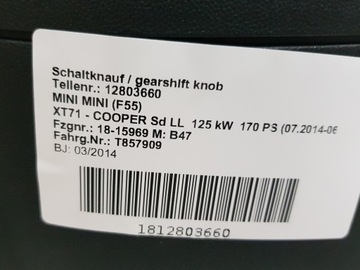 Schaltknauf / gearshift knob
Teilenr.: 12803660
MINI MINI (F55)
XT71 - COOPER Sd LL 125 kW 170 PS (07.2014-06
Fzgnr.: 18-15969 M: B47
Fahrg.Nr.: T857909
BJ: 03/2014
1812803660